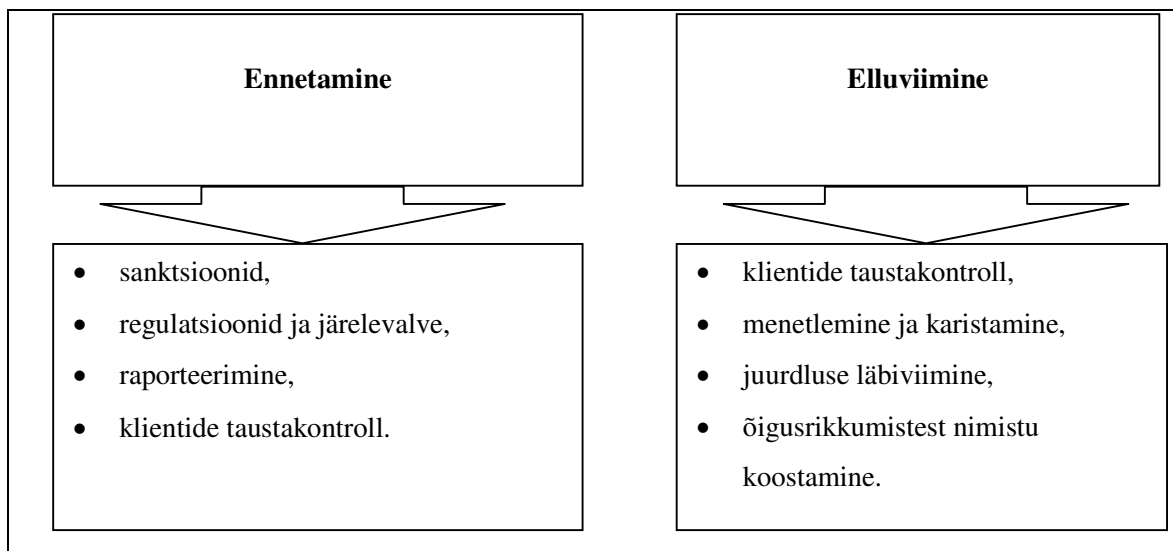 Ennetamine
• sanktsioonid,
• regulatsioonid ja järelevalve,
• raporteerimine,
• klientide taustakontroll.
Elluviimine
• klientide taustakontroll,
• menetlemine ja karistamine,
• juurdluse läbiviimine,
• õigusrikkumistest nimistu
koostamine.